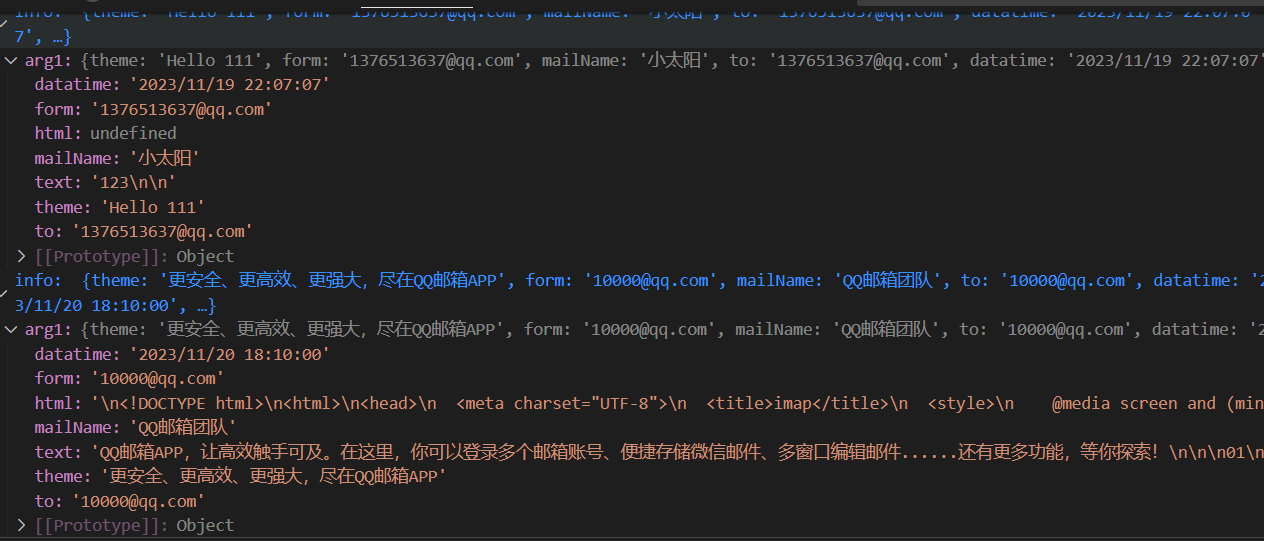 info: {theme: 'Hello 111', form: '1376513637@qq.com', mailName: '小太阳', to: '1376513637@qq.com', datatime: '2023/11/19 22:07:0
7', …}
arg1: {theme: 'Hello 111', form: '1376513637@qq.com', mailName: '小太阳', to: '1376513637@qq.com', datatime: '2023/11/19 22:07:07'
datatime: '2023/11/19 22:07:07'
form: '1376513637@qq.com'
html: undefined
mailName: '小太阳'
text: '123\n\n'
theme: 'Hello 111'
to: '1376513637@qq.com'
[[Prototype]]: Object
info: {theme: '更安全、更高效、更强大，尽在QQ邮箱APP', form: '10000@qq.com', mailName: 'QQ邮箱团队', to: '10000@qq.com', datatime: '2
3/11/20 18:10:00', …}
arg1: {theme: '更安全、更高效、更强大，尽在QQ邮箱APP', form: '10000@qq.com', mailName: 'QQ邮箱团队', to: '10000@qq.com', datatime: '2
datatime: '2023/11/20 18:10:00'
form: '10000@qq.com'
html: '\n<!DOCTYPE html>\n<html>\n<head>\n  <meta charset="UTF-8">\n  <title>imap</title>\n  <style>\n    @media screen and (min
mailName: 'QQ邮箱团队'
text: 'QQ邮箱APP，让高效触手可及。在这里，你可以登录多个邮箱账号、便捷存储微信邮件、多窗口编辑邮件......还有更多功能，等你探索！\n\n\n01\n
theme: '更安全、更高效、更强大，尽在QQ邮箱APP'
to: '10000@qq.com'
[[Prototype]]: Object